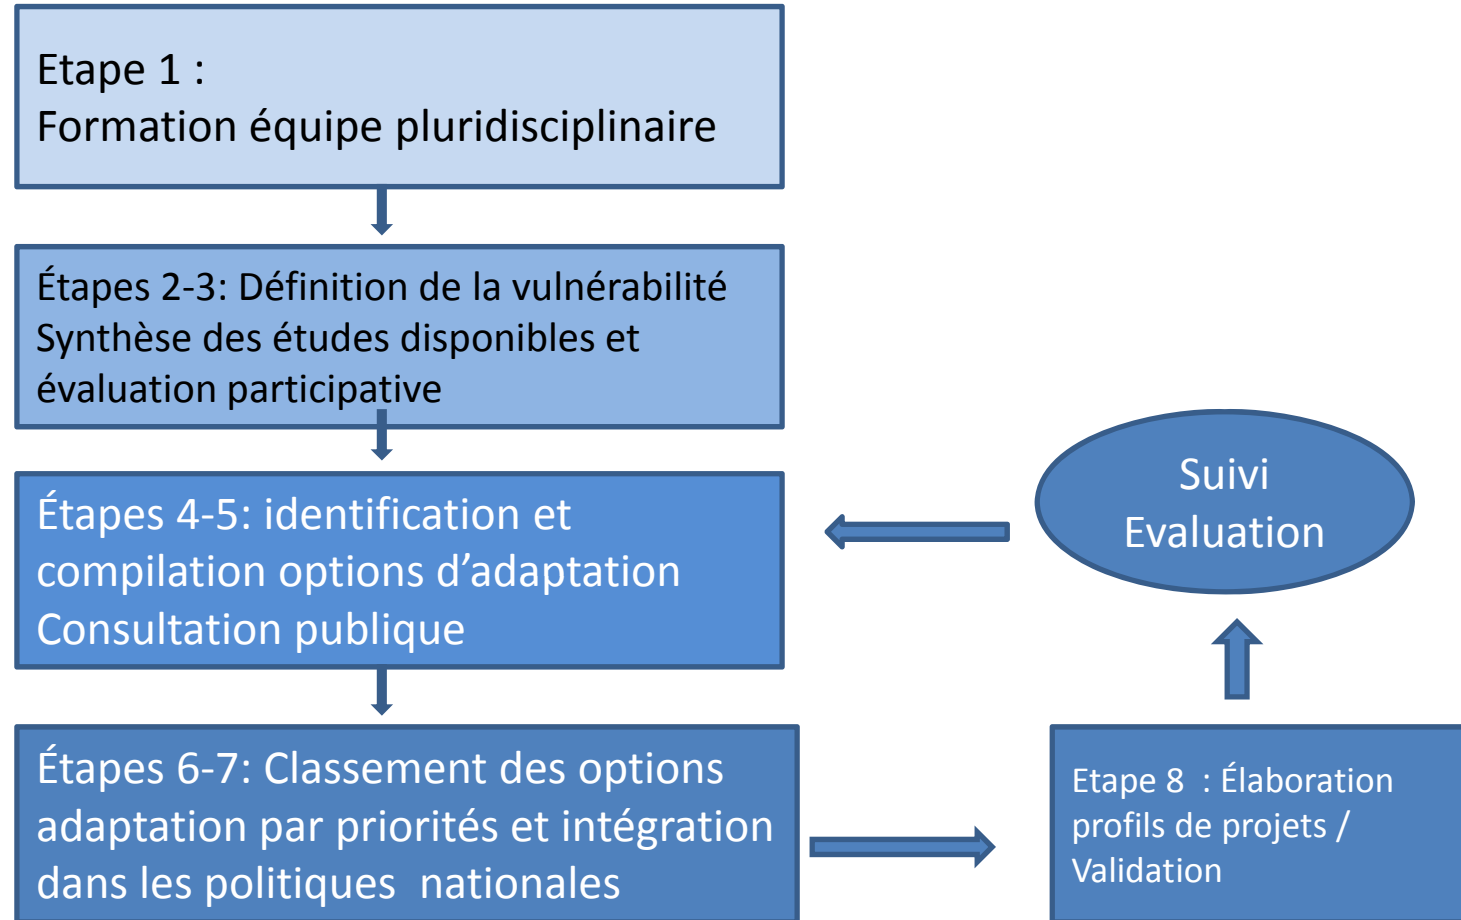 Etape 1 :
Formation équipe pluridisciplinaire
Étapes 2-3: Définition de la vulnérabilité
Synthèse des études disponibles et
évaluation participative
Étapes 4-5: identification et
compilation options d’adaptation
Consultation publique
Étapes 6-7: Classement des options
adaptation par priorités et intégration
dans les politiques  nationales
Etape 8  : Élaboration
profils de projets /
Validation
Suivi
Evaluation